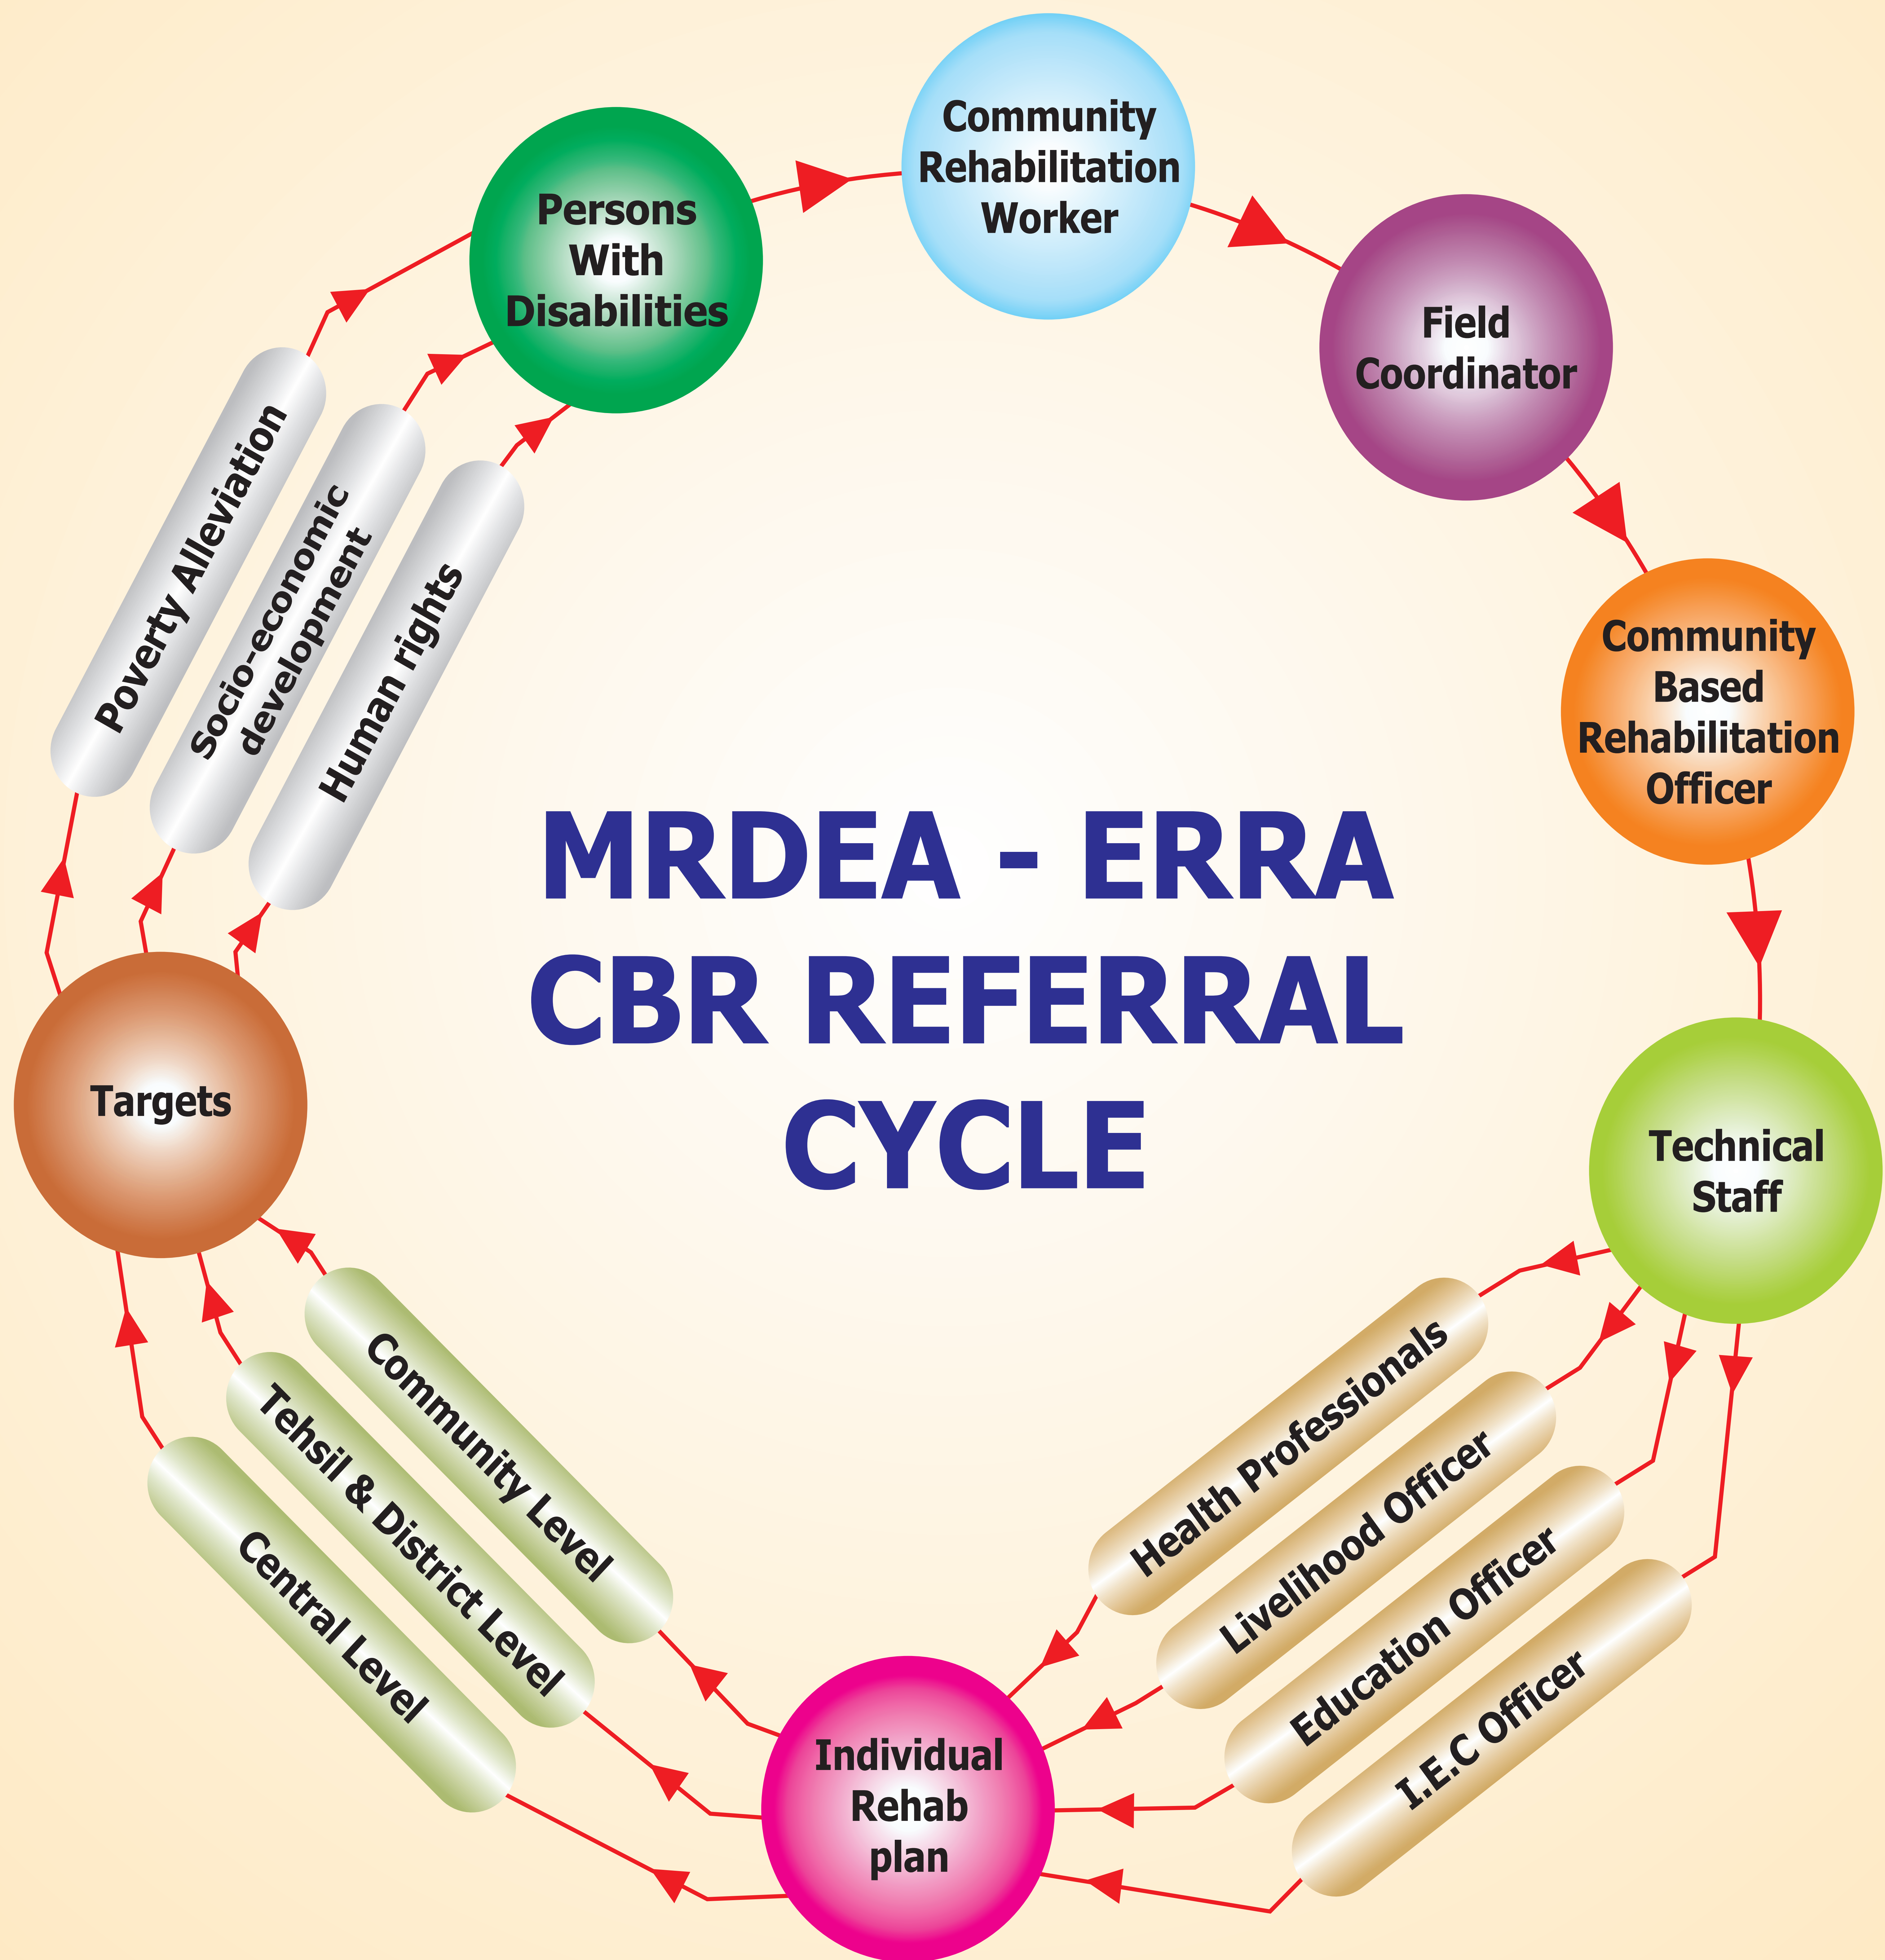 Community
Rehabilitation
Worker
Persons
With
Disabilities
Field
Coordinator
Community
Based
Rehabilitation
Officer
Technical
Staff
Health Professionals
Livelihood Officer
Education Officer
I.E.C Officer
Individual
Rehab
plan
Community Level
Tehsil & District Level
Central Level
Targets
Poverty Alleviation
Socio-economic
development
Human rights
MRDEA - ERRA
CBR REFERRAL
CYCLE